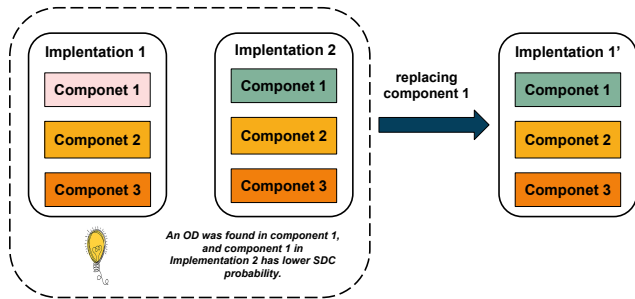 Implentation 1
Componet 1
Componet 2
Componet 3
Implentation 2
Componet 1
Componet 2
Componet 3
An OD was found in component 1,
and component 1 in
Implementation 2 has lower SDC
probability.
replacing
component 1
Implentation 1'
Componet 1
Componet 2
Componet 3